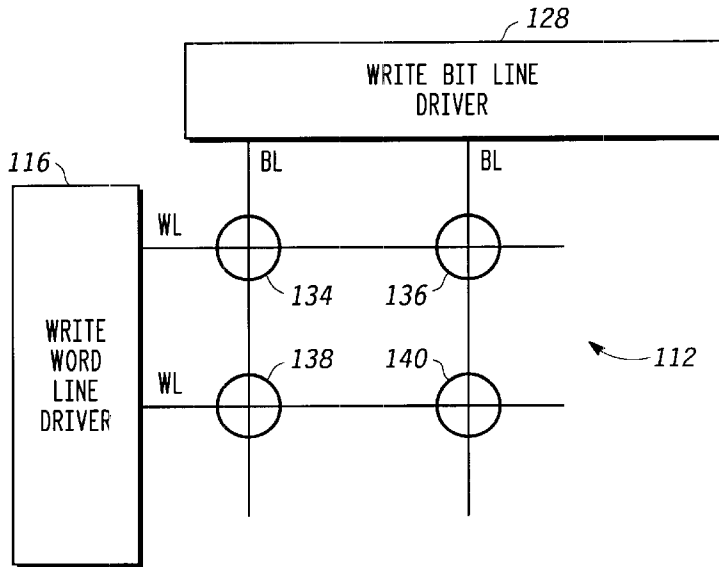 128
WRITE BIT LINE
DRIVER
116
BL
BL
WL
134
136
WRITE
WORD
LINE
DRIVER
138
140
112
WL